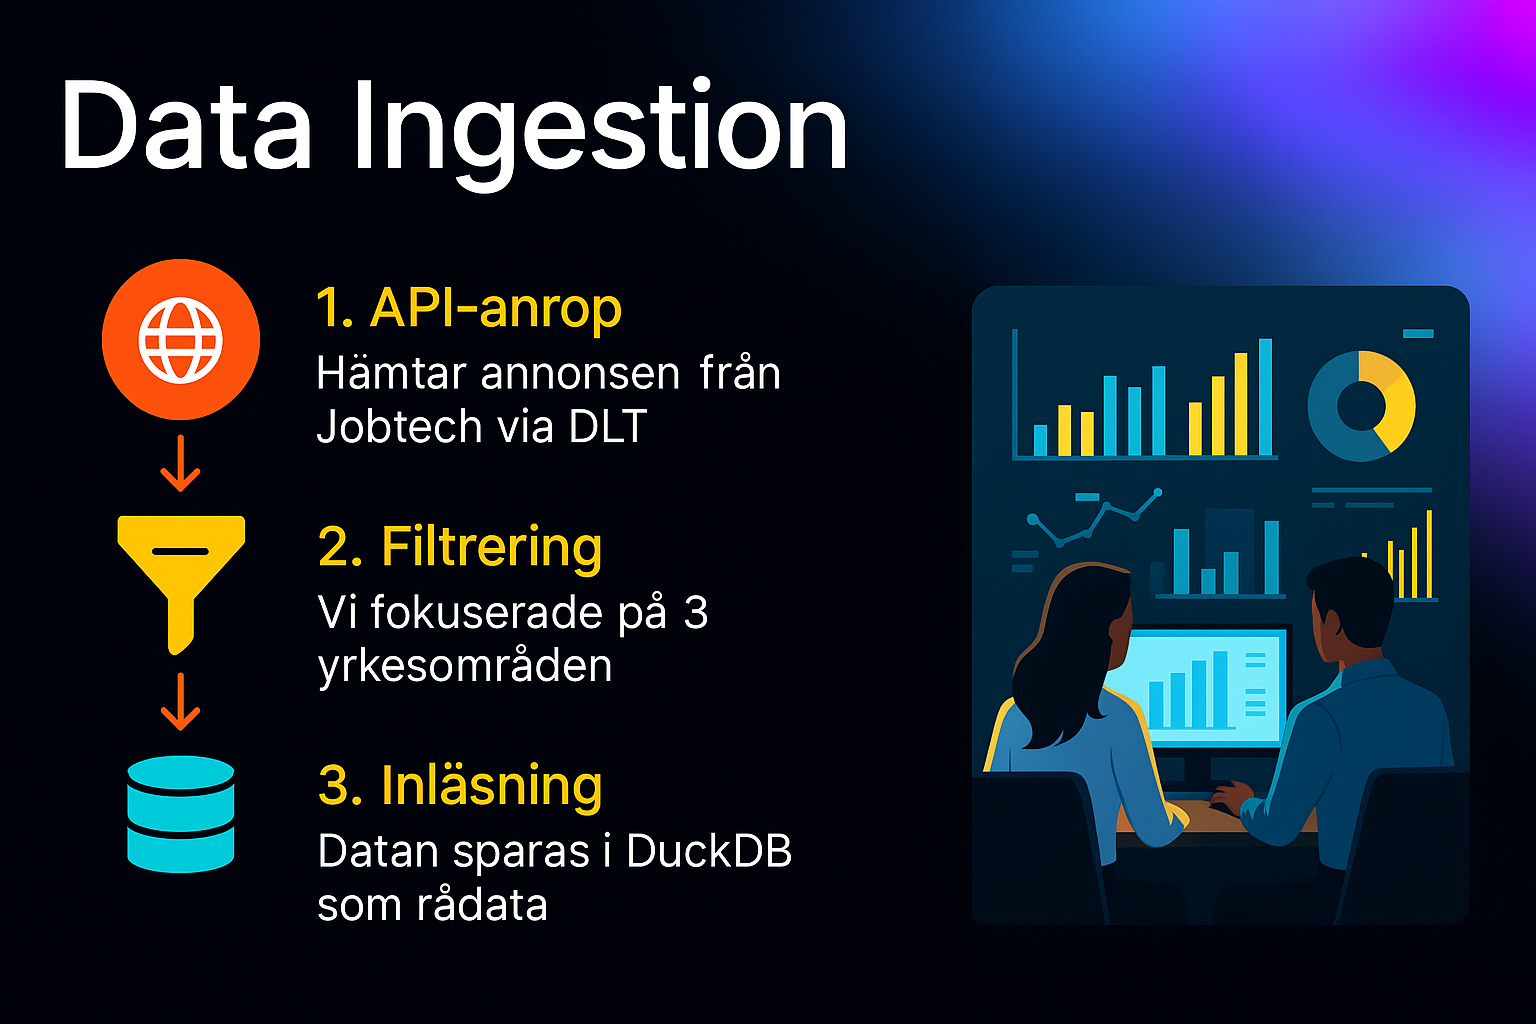 Data Ingestion
1. API-anrop
Hämtar annonsen från
Jobtech via DLT
2. Filtrering
Vi fokuserade på 3
yrkesområden
3. Inläsning
Datan sparas i DuckDB
som rådata